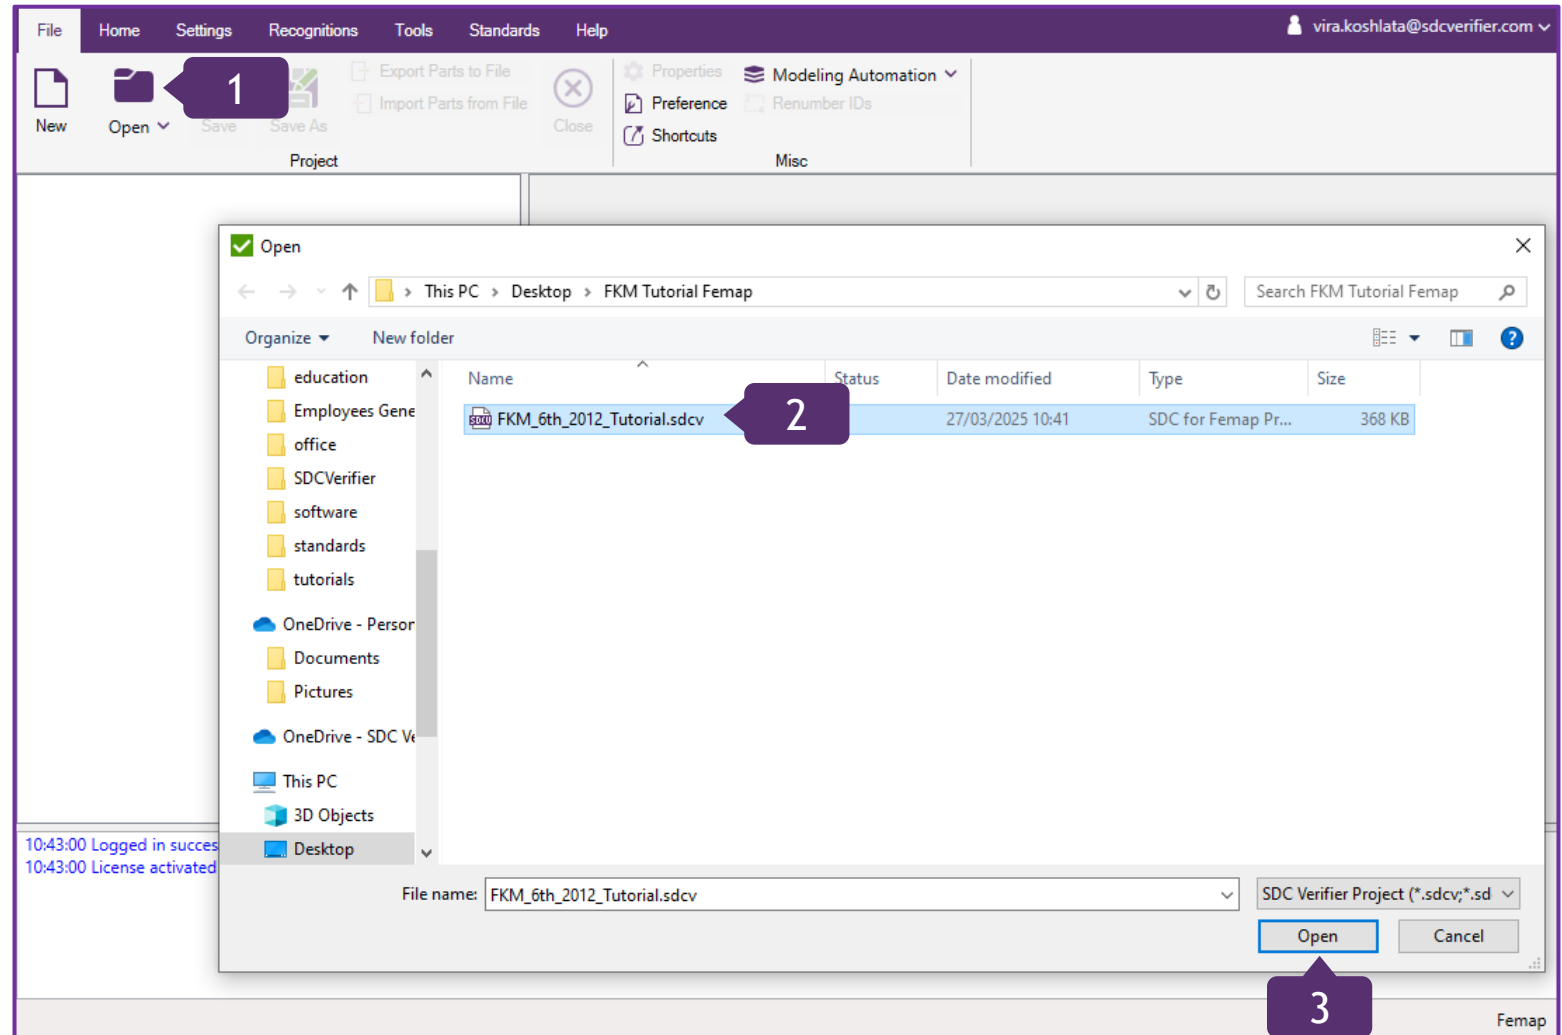 File Home Settings Recognitions Tools Standards Help vira.koshlata@sdcverifier.com
New Open Save Save As Export Parts to File Import Parts from File Close
Project
Properties Modeling Automation
Preference Renumber IDs
Shortcuts
Misc
1
Open
This PC > Desktop > FKM Tutorial Femap Search FKM Tutorial Femap
Organize New folder ?
Name Status Date modified Type Size
FKM_6th_2012_Tutorial.sdcv 27/03/2025 10:41 SDC for Femap Pr... 368 KB
2
education
Employees Gene
office
SDCVerifier
software
standards
tutorials
OneDrive - Person
Documents
Pictures
OneDrive - SDC Ve
This PC
3D Objects
Desktop
10:43:00 Logged in succes
10:43:00 License activated
File name: FKM_6th_2012_Tutorial.sdcv SDC Verifier Project (*.sdcv;*.sd
Open Cancel
3
Femap